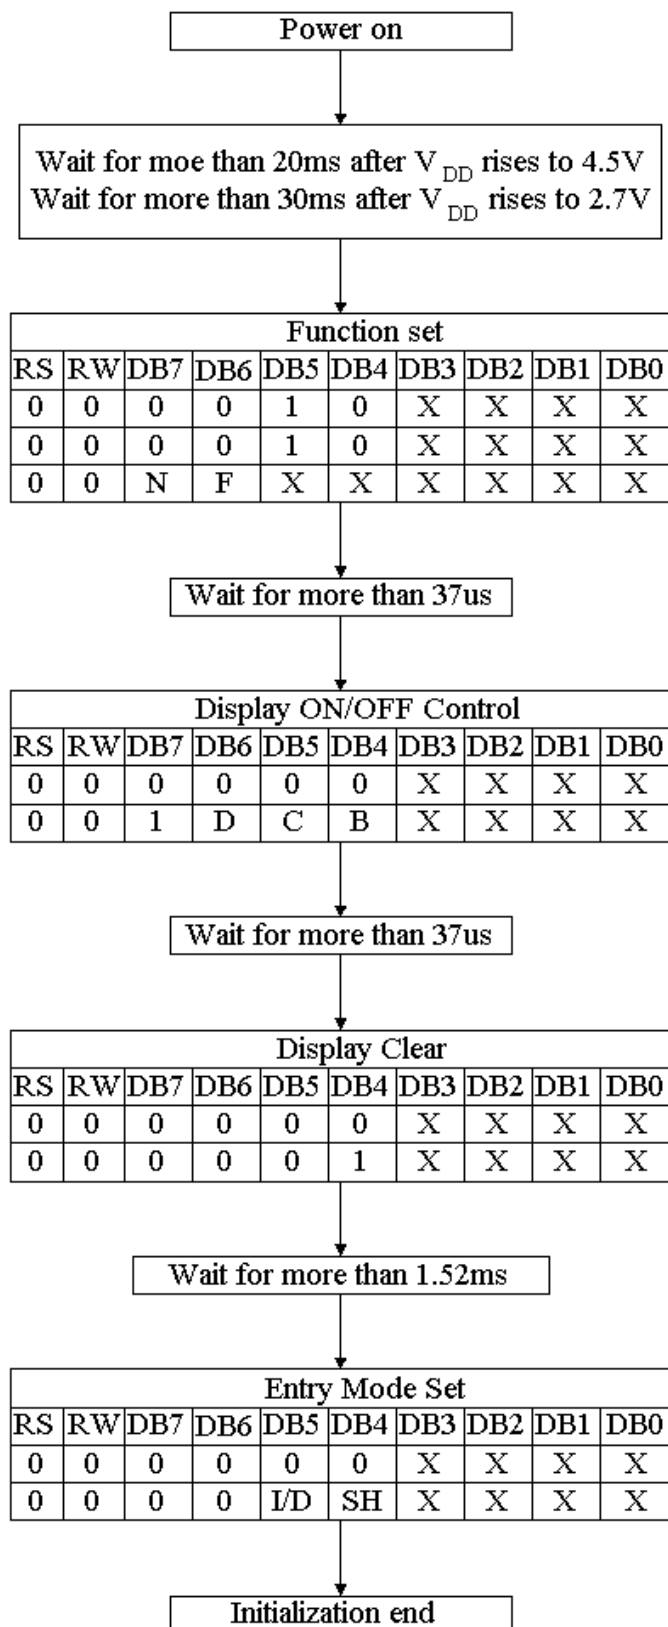 Power on
Wait for moe than 20ms after V DD rises to 4.5V
Wait for more than 30ms after V DD rises to 2.7V
Function set
RS RW DB7 DB6 DB5 DB4 DB3 DB2 DB1 DB0
0 0 0 0 1 0 X X X X
0 0 0 0 1 0 X X X X
0 0 N F X X X X X X
Wait for more than 37us
Display ON/OFF Control
RS RW DB7 DB6 DB5 DB4 DB3 DB2 DB1 DB0
0 0 0 0 0 0 X X X X
0 0 1 D C B X X X X
Wait for more than 37us
Display Clear
RS RW DB7 DB6 DB5 DB4 DB3 DB2 DB1 DB0
0 0 0 0 0 0 X X X X
0 0 0 0 0 1 X X X X
Wait for more than 1.52ms
Entry Mode Set
RS RW DB7 DB6 DB5 DB4 DB3 DB2 DB1 DB0
0 0 0 0 0 0 X X X X
0 0 0 0 I/D SH X X X X
Initialization end